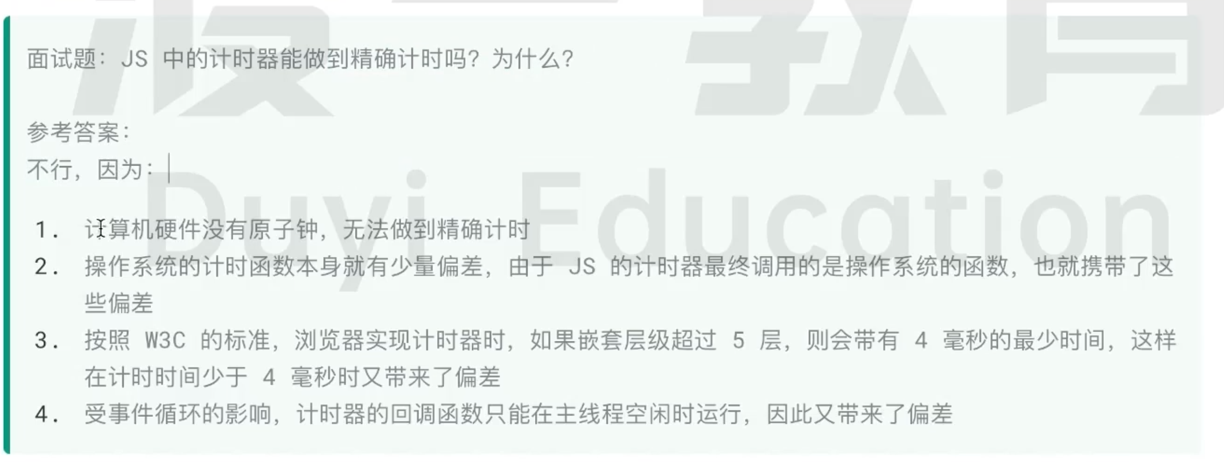 面试题：JS 中的计时器能做到精确计时吗？为什么？
参考答案：
不行，因为：
1. 计算机硬件没有原子钟，无法做到精确计时
2. 操作系统的计时函数本身就有少量偏差，由于 JS 的计时器最终调用的是操作系统的函数，也就携带了这
些偏差
3. 按照 W3C 的标准，浏览器实现计时器时，如果嵌套层级超过 5 层，则会带有 4 毫秒的最少时间，这样
在计时时间少于 4 毫秒时又带来了偏差
4. 受事件循环的影响，计时器的回调函数只能在主线程空闲时运行，因此又带来了偏差
教育
Duyi Education